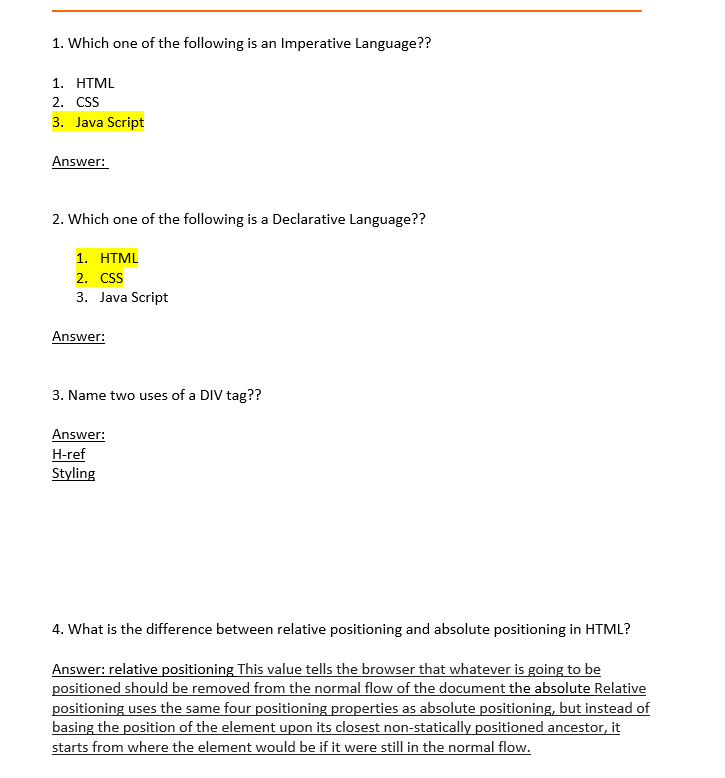 1. Which one of the following is an Imperative Language??
1. HTML
2. CSS
3. Java Script
Answer:
2. Which one of the following is a Declarative Language??
1. HTML
2. CSS
3. Java Script
Answer:
3. Name two uses of a DIV tag??
Answer:
H-ref
Styling
4. What is the difference between relative positioning and absolute positioning in HTML?
Answer: relative positioning This value tells the browser that whatever is going to be
positioned should be removed from the normal flow of the document the absolute Relative
positioning uses the same four positioning properties as absolute positioning, but instead of
basing the position of the element upon its closest non-statically positioned ancestor, it
starts from where the element would be if it were still in the normal flow.